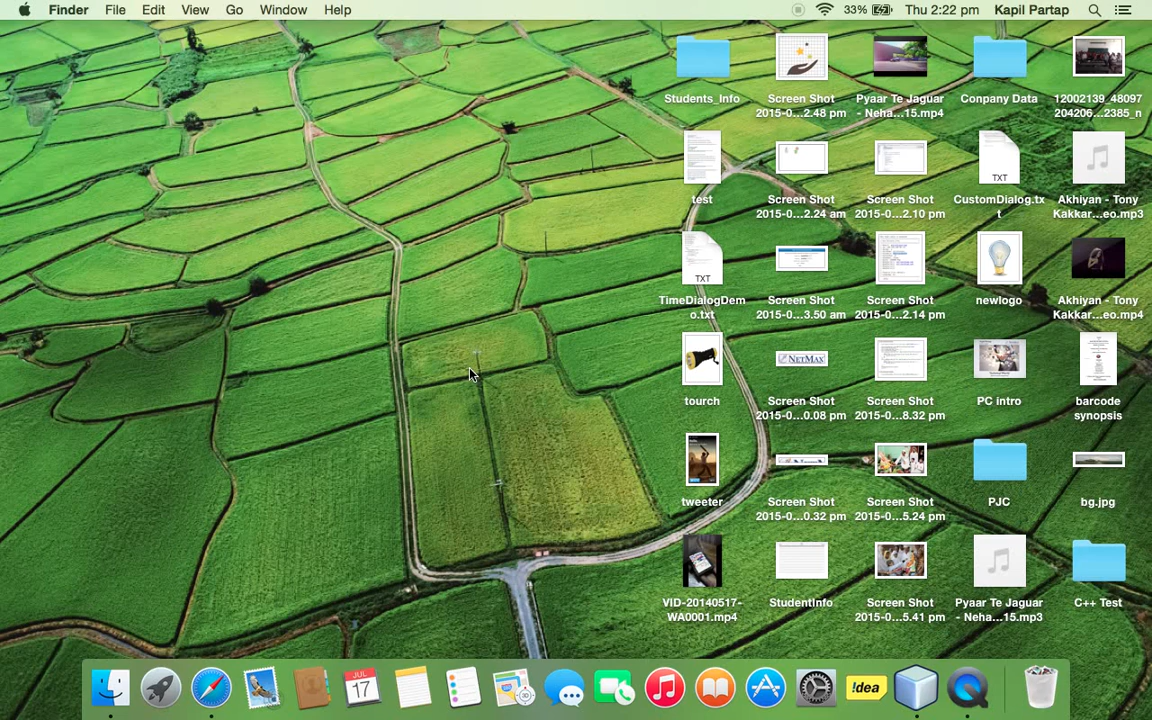 Finder File Edit View Go Window Help 33% Thu 2:22 pm Kapil Partap
Students_Info
Screen Shot
2015-0...2.48 pm
Pyaar Te Jaguar
- Neha...15.mp4
Conpany Data
12002139_48097
204206...2385_n
test
Screen Shot
2015-0...2.24 am
Screen Shot
2015-0...2.10 pm
TXT
CustomDialog.tx
t
Akhiyan - Tony
Kakkar...eo.mp3
TXT
TimeDialogDem
o.txt
Screen Shot
2015-0...3.50 am
Screen Shot
2015-0...2.14 pm
newlogo
Akhiyan - Tony
Kakkar...eo.mp4
tourch
NETMAX
Screen Shot
2015-0...0.08 pm
Screen Shot
2015-0...8.32 pm
PC intro
barcode
synopsis
tweeter
Screen Shot
2015-0...0.32 pm
Screen Shot
2015-0...5.24 pm
PJC
bg.jpg
VID-20140517-
WA0001.mp4
StudentInfo
Screen Shot
2015-0...5.41 pm
Pyaar Te Jaguar
- Neha...15.mp3
C++ Test
JUL
17
3D
!dea